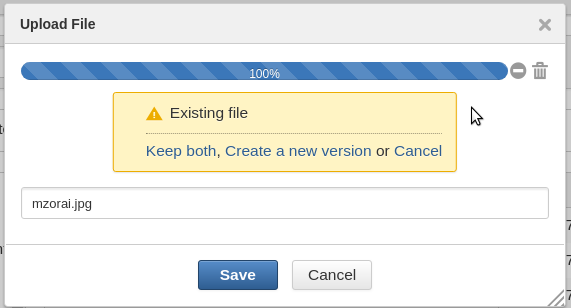 Upload File
100%
Existing file
Keep both, Create a new version or Cancel
mzorai.jpg
Save
Cancel